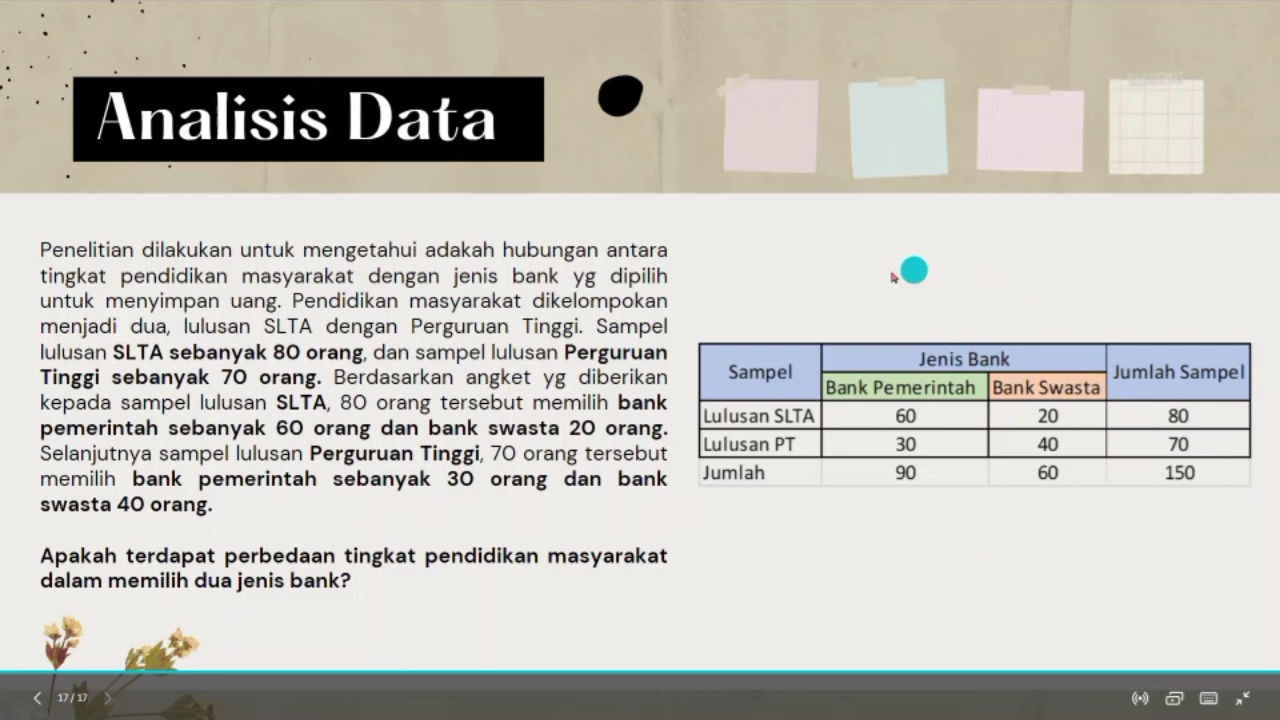 Analisis Data
Penelitian dilakukan untuk mengetahui adakah hubungan antara
tingkat pendidikan masyarakat dengan jenis bank yg dipilih
untuk menyimpan uang. Pendidikan masyarakat dikelompokan
menjadi dua, lulusan SLTA dengan Perguruan Tinggi. Sampel
lulusan SLTA sebanyak 80 orang, dan sampel lulusan Perguruan
Tinggi sebanyak 70 orang. Berdasarkan angket yg diberikan
kepada sampel lulusan SLTA, 80 orang tersebut memilih bank
pemerintah sebanyak 60 orang dan bank swasta 20 orang.
Selanjutnya sampel lulusan Perguruan Tinggi, 70 orang tersebut
memilih bank pemerintah sebanyak 30 orang dan bank
swasta 40 orang.
Apakah terdapat perbedaan tingkat pendidikan masyarakat
dalam memilih dua jenis bank?
Sampel Jenis Bank Jumlah Sampel
Bank Pemerintah Bank Swasta
Lulusan SLTA 60 20 80
Lulusan PT 30 40 70
Jumlah 90 60 150
17 / 17